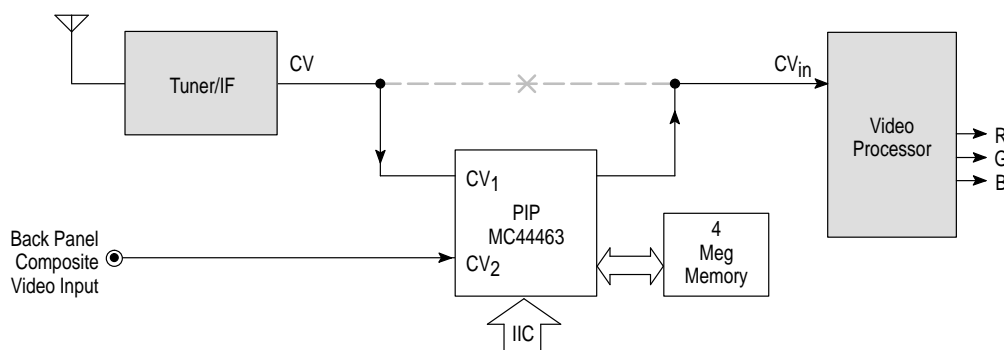 Tuner/IF
CV
CVin
Video
Processor
R
G
B
CV1
PIP
MC44463
CV2
4
Meg
Memory
Back Panel
Composite
Video Input
IIC